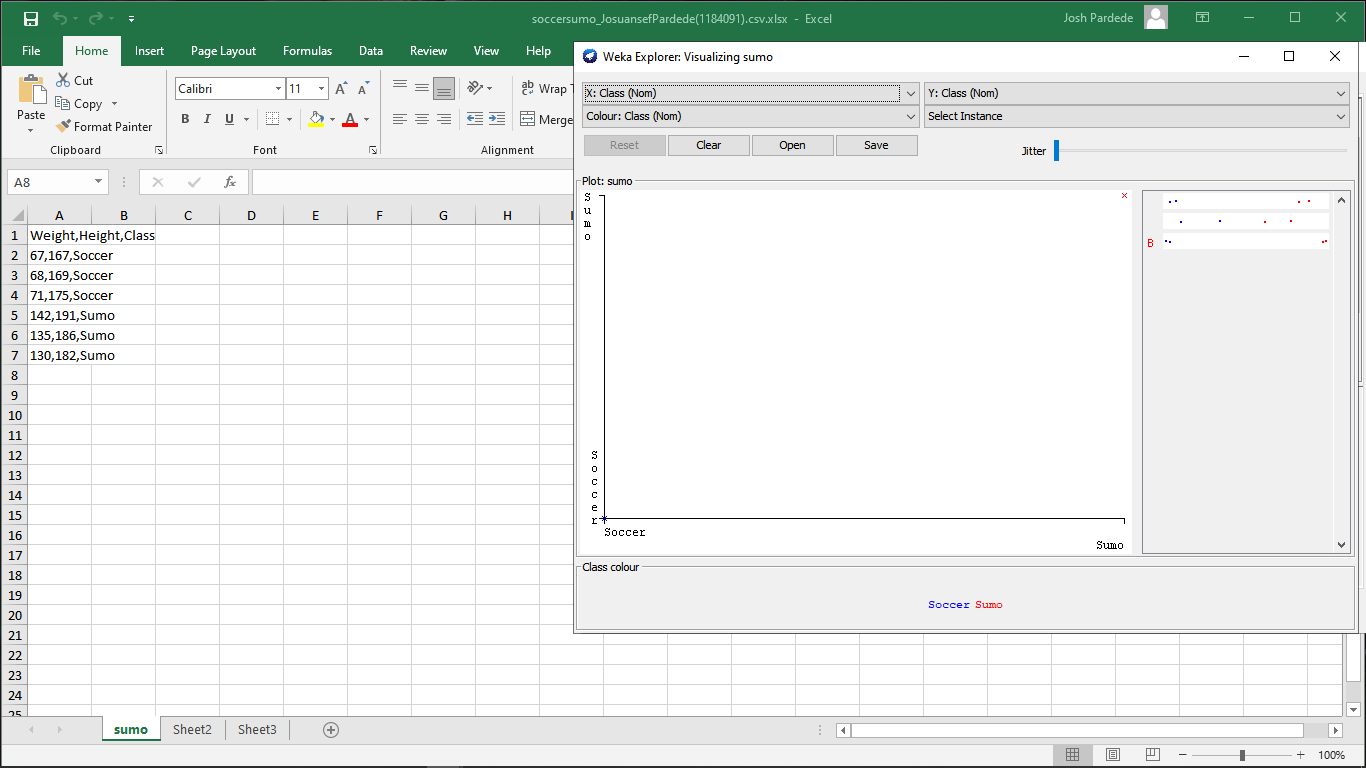 soccersumo_JosuansefPardede(1184091).csv.xlsx - Excel
Josh Pardede
File Home Insert Page Layout Formulas Data Review View Help
Paste
Cut
Copy
Format Painter
Clipboard
Calibri 11
B I U
A A
Font
ab Wrap T
Merge
Alignment
A8
fx
A B C D E F G H I
1 Weight,Height,Class
2 67,167,Soccer
3 68,169,Soccer
4 71,175,Soccer
5 142,191,Sumo
6 135,186,Sumo
7 130,182,Sumo
8
9
10
11
12
13
14
15
16
17
18
19
20
21
22
23
24
25
sumo Sheet2 Sheet3
100%
Weka Explorer: Visualizing sumo
X: Class (Nom) Y: Class (Nom)
Colour: Class (Nom) Select Instance
Reset Clear Open Save Jitter
Plot: sumo
Sumo
Soccer
Soccer
Sumo
B
Class colour
Soccer Sumo